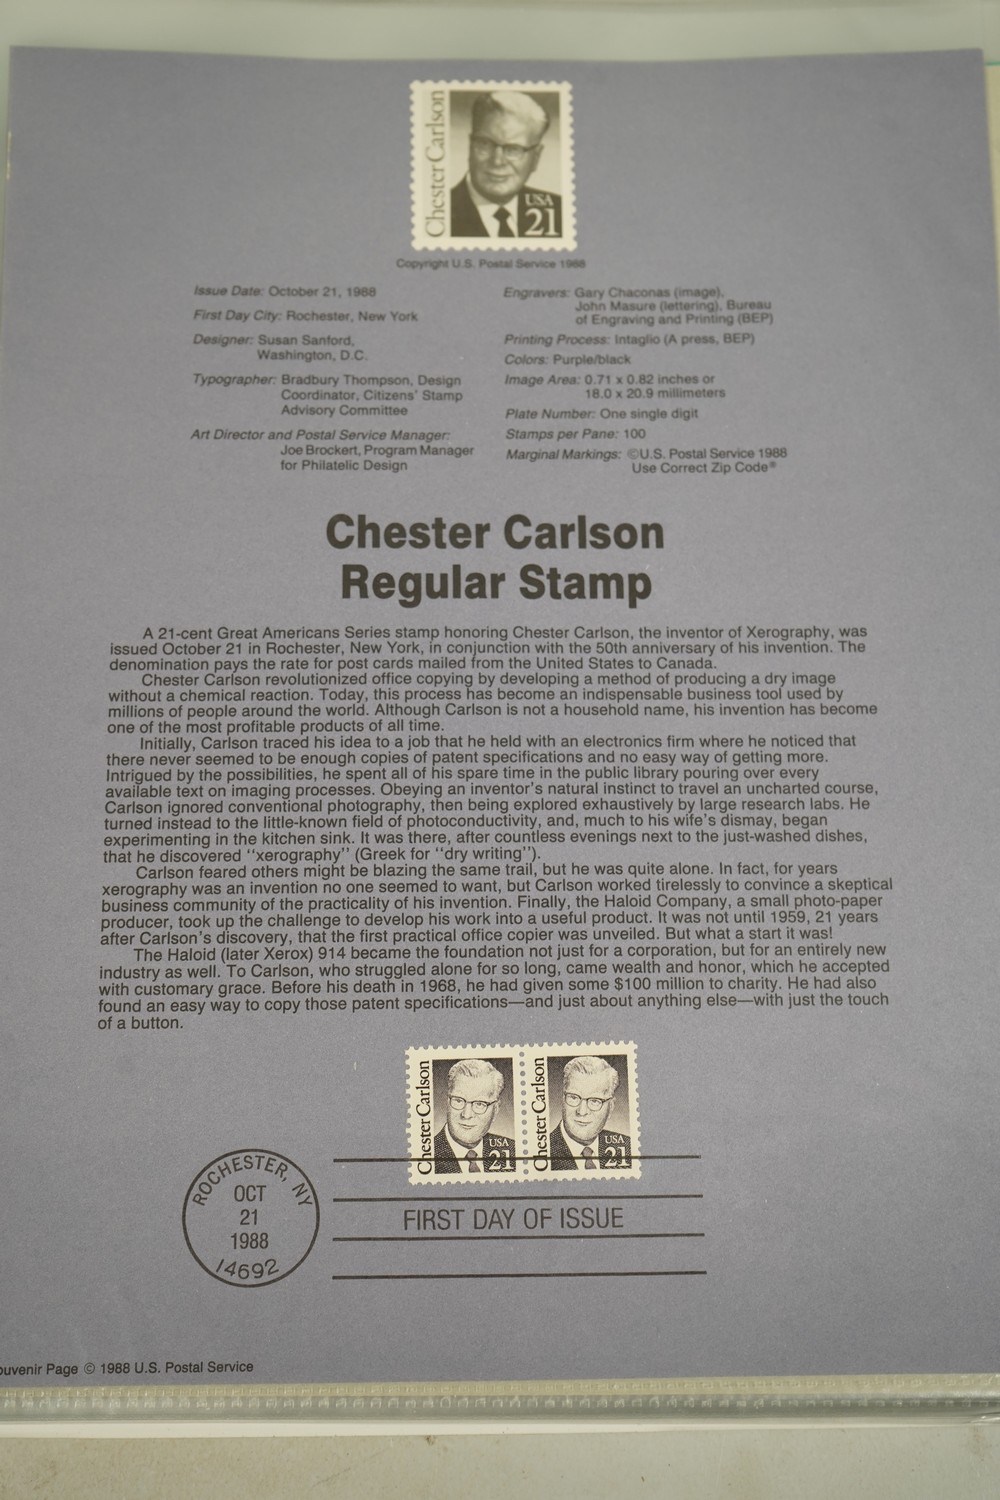 Chester Carlson
USA
21
Copyright U.S. Postal Service 1988
Issue Date: October 21, 1988
First Day City: Rochester, New York
Designer: Susan Sanford,
Washington, D.C.
Typographer: Bradbury Thompson, Design
Coordinator, Citizens' Stamp
Advisory Committee
Art Director and Postal Service Manager:
Joe Brockert, Program Manager
for Philatelic Design
Engravers: Gary Chaconas (image),
John Masure (lettering), Bureau
of Engraving and Printing (BEP)
Printing Process: Intaglio (A press, BEP)
Colors: Purple/black
Image Area: 0.71 x 0.82 inches or
18.0 x 20.9 millimeters
Plate Number: One single digit
Stamps per Pane: 100
Marginal Markings: ©U.S. Postal Service 1988
Use Correct Zip Code®
Chester Carlson
Regular Stamp
A 21-cent Great Americans Series stamp honoring Chester Carlson, the inventor of Xerography, was
issued October 21 in Rochester, New York, in conjunction with the 50th anniversary of his invention. The
denomination pays the rate for post cards mailed from the United States to Canada.
Chester Carlson revolutionized office copying by developing a method of producing a dry image
without a chemical reaction. Today, this process has become an indispensable business tool used by
millions of people around the world. Although Carlson is not a household name, his invention has become
one of the most profitable products of all time.
Initially, Carlson traced his idea to a job that he held with an electronics firm where he noticed that
there never seemed to be enough copies of patent specifications and no easy way of getting more.
Intrigued by the possibilities, he spent all of his spare time in the public library pouring over every
available text on imaging processes. Obeying an inventor's natural instinct to travel an uncharted course,
Carlson ignored conventional photography, then being explored exhaustively by large research labs. He
turned instead to the little-known field of photoconductivity, and, much to his wife's dismay, began
experimenting in the kitchen sink. It was there, after countless evenings next to the just-washed dishes,
that he discovered "xerography" (Greek for "dry writing").
Carlson feared others might be blazing the same trail, but he was quite alone. In fact, for years
xerography was an invention no one seemed to want, but Carlson worked tirelessly to convince a skeptical
business community of the practicality of his invention. Finally, the Haloid Company, a small photo-paper
producer, took up the challenge to develop his work into a useful product. It was not until 1959, 21 years
after Carlson's discovery, that the first practical office copier was unveiled. But what a start it was!
The Haloid (later Xerox) 914 became the foundation not just for a corporation, but for an entirely new
industry as well. To Carlson, who struggled alone for so long, came wealth and honor, which he accepted
with customary grace. Before his death in 1968, he had given some $100 million to charity. He had also
found an easy way to copy those patent specifications—and just about anything else—with just the touch
of a button.
Chester Carlson
USA
21
Chester Carlson
USA
21
ROCHESTER, NY
OCT
21
1988
14692
FIRST DAY OF ISSUE
ouvenir Page © 1988 U.S. Postal Service